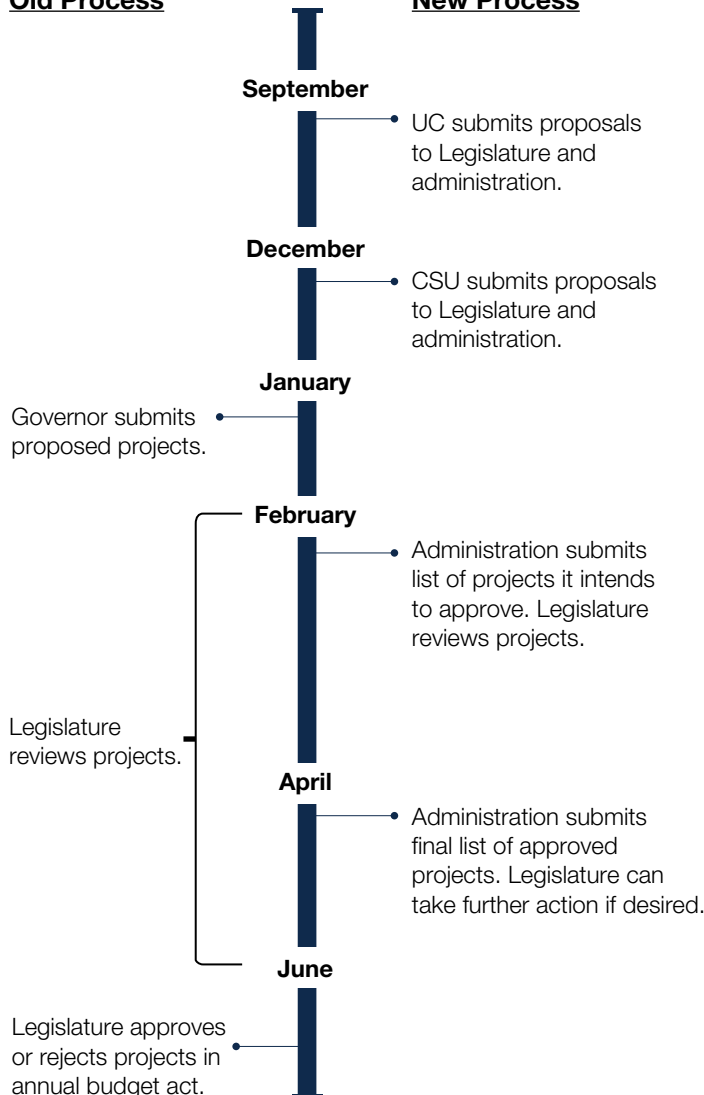 Old Process
New Process
September
UC submits proposals
to Legislature and
administration.
December
CSU submits proposals
to Legislature and
administration.
January
Governor submits
proposed projects.
February
Administration submits
list of projects it intends
to approve. Legislature
reviews projects.
Legislature
reviews projects.
April
Administration submits
final list of approved
projects. Legislature can
take further action if desired.
June
Legislature approves
or rejects projects in
annual budget act.